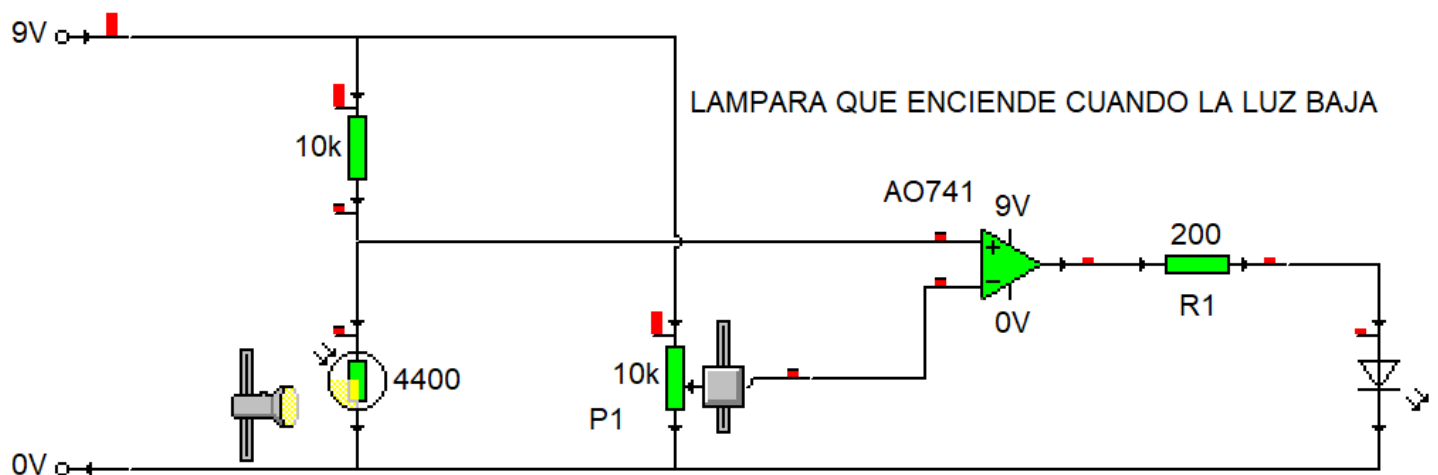 9V
LAMPARA QUE ENCIENDE CUANDO LA LUZ BAJA
10k
AO741
9V
+
200
−
R1
0V
10k
4400
P1
0V